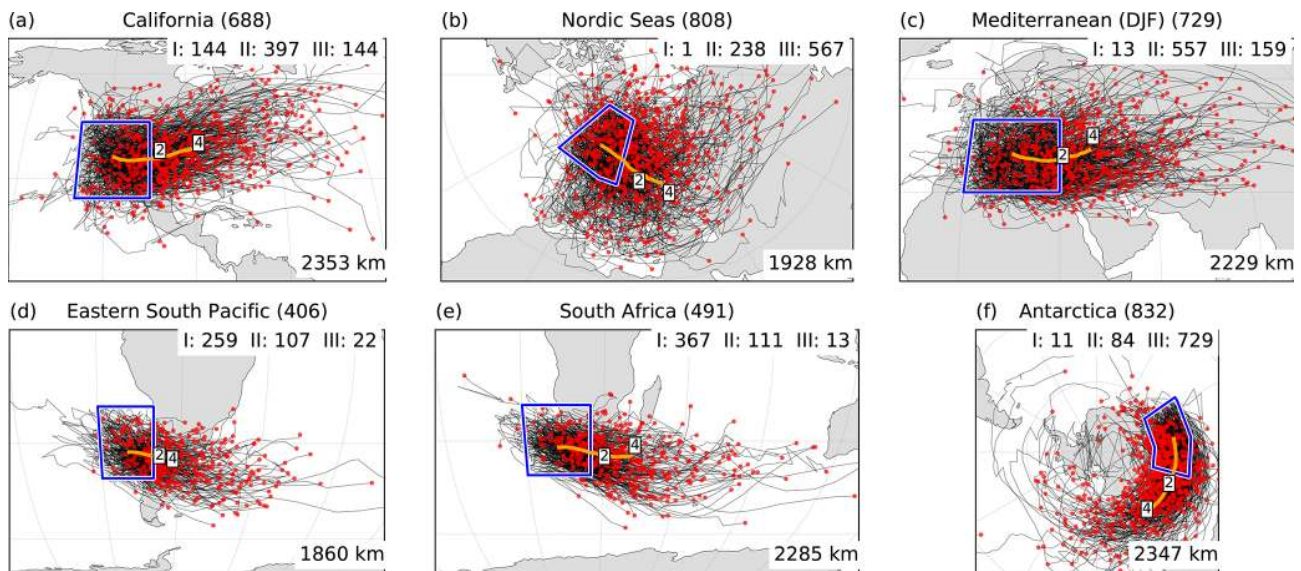 (a) California (688)
I: 144 II: 397 III: 144
2
4
2353 km
(b) Nordic Seas (808)
I: 1 II: 238 III: 567
2
4
1928 km
(c) Mediterranean (DJF) (729)
I: 13 II: 557 III: 159
2
4
2229 km
(d) Eastern South Pacific (406)
I: 259 II: 107 III: 22
2
4
1860 km
(e) South Africa (491)
I: 367 II: 111 III: 13
2
4
2285 km
(f) Antarctica (832)
I: 11 II: 84 III: 729
2
4
2347 km